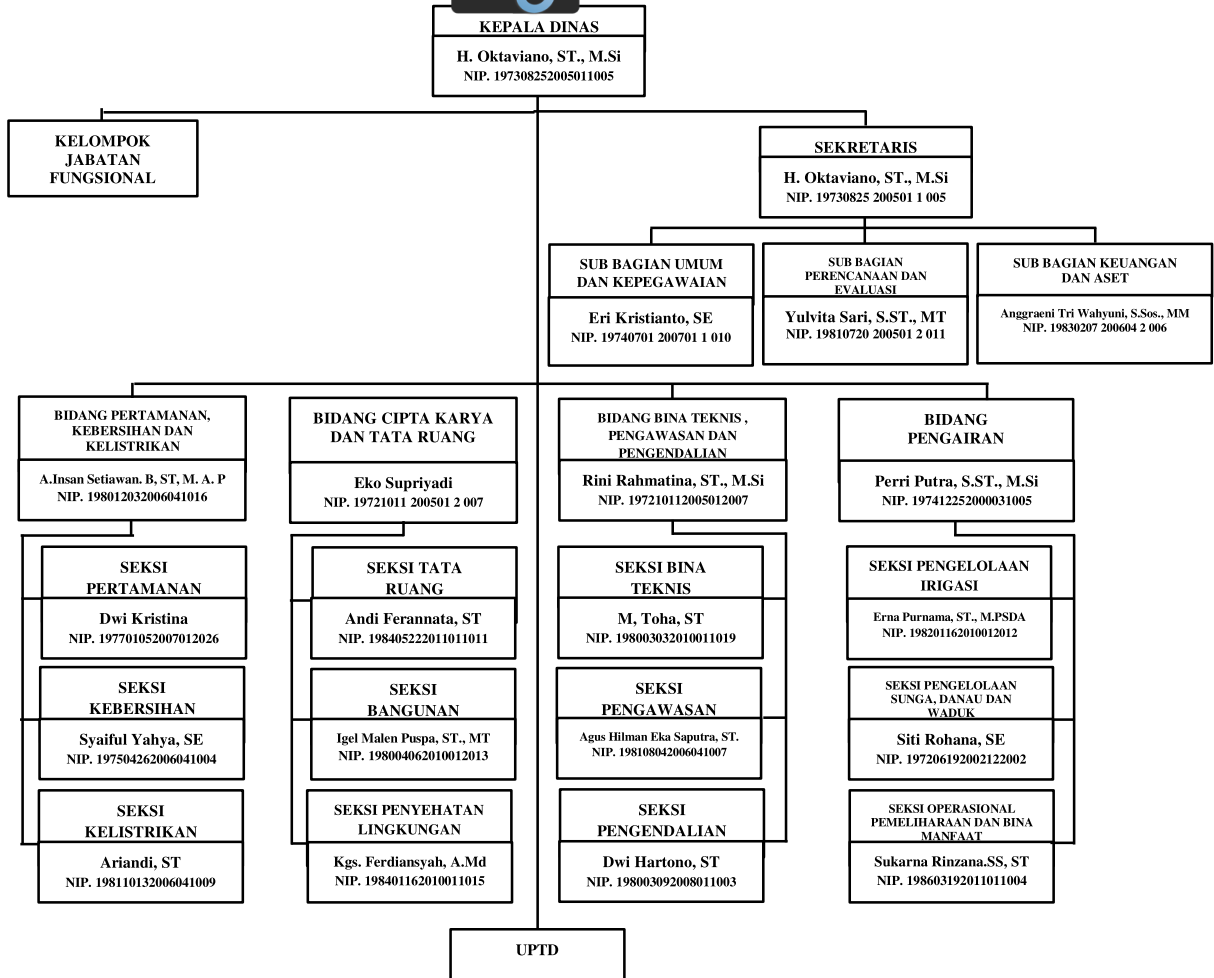 KEPALA DINAS
H. Oktaviano, ST., M.Si
NIP. 197308252005011005
KELOMPOK
JABATAN
FUNGSIONAL
SEKRETARIS
H. Oktaviano, ST., M.Si
NIP. 19730825 200501 1 005
SUB BAGIAN UMUM
DAN KEPEGAWAIAN
Eri Kristianto, SE
NIP. 19740701 200701 1 010
SUB BAGIAN
PERENCANAAN DAN
EVALUASI
Yulvita Sari, S.ST., MT
NIP. 19810720 200501 2 011
SUB BAGIAN KEUANGAN
DAN ASET
Anggraeni Tri Wahyuni, S.Sos., MM
NIP. 19830207 200604 2 006
BIDANG PERTAMANAN,
KEBERSIHAN DAN
KELISTRIKAN
A.Insan Setiawan. B, ST, M. A. P
NIP. 198012032006041016
SEKSI
PERTAMANAN
Dwi Kristina
NIP. 197701052007012026
SEKSI
KEBERSIHAN
Syaiful Yahya, SE
NIP. 197504262006041004
SEKSI
KELISTRIKAN
Ariandi, ST
NIP. 198110132006041009
BIDANG CIPTA KARYA
DAN TATA RUANG
Eko Supriyadi
NIP. 19721011 200501 2 007
SEKSI TATA
RUANG
Andi Ferannata, ST
NIP. 198405222011011011
SEKSI
BANGUNAN
Igel Malen Puspa, ST., MT
NIP. 198004062010012013
SEKSI PENYEHATAN
LINGKUNGAN
Kgs. Ferdiansyah, A.Md
NIP. 198401162010011015
BIDANG BINA TEKNIS ,
PENGAWASAN DAN
PENGENDALIAN
Rini Rahmatina, ST., M.Si
NIP. 197210112005012007
SEKSI BINA
TEKNIS
M, Toha, ST
NIP. 198003032010011019
SEKSI
PENGAWASAN
Agus Hilman Eka Saputra, ST.
NIP. 198108042006041007
SEKSI
PENGENDALIAN
Dwi Hartono, ST
NIP. 198003092008011003
BIDANG
PENGAIRAN
Perri Putra, S.ST., M.Si
NIP. 197412252000031005
SEKSI PENGELOLAAN
IRIGASI
Erna Purnama, ST., M.PSDA
NIP. 198201162010012012
SEKSI PENGELOLAAN
SUNGA, DANAU DAN
WADUK
Siti Rohana, SE
NIP. 197206192002122002
SEKSI OPERASIONAL
PEMELIHARAAN DAN BINA
MANFAAT
Sukarna Rinzana.SS, ST
NIP. 198603192011011004
UPTD